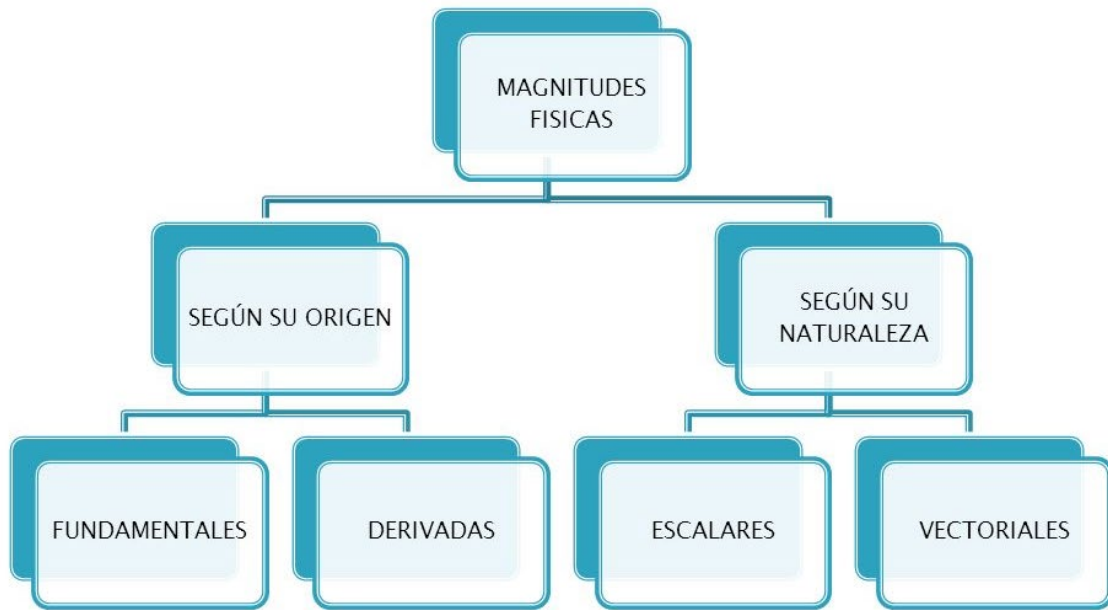 MAGNITUDES
FISICAS
SEGÚN SU ORIGEN
SEGÚN SU
NATURALEZA
FUNDAMENTALES
DERIVADAS
ESCALARES
VECTORIALES